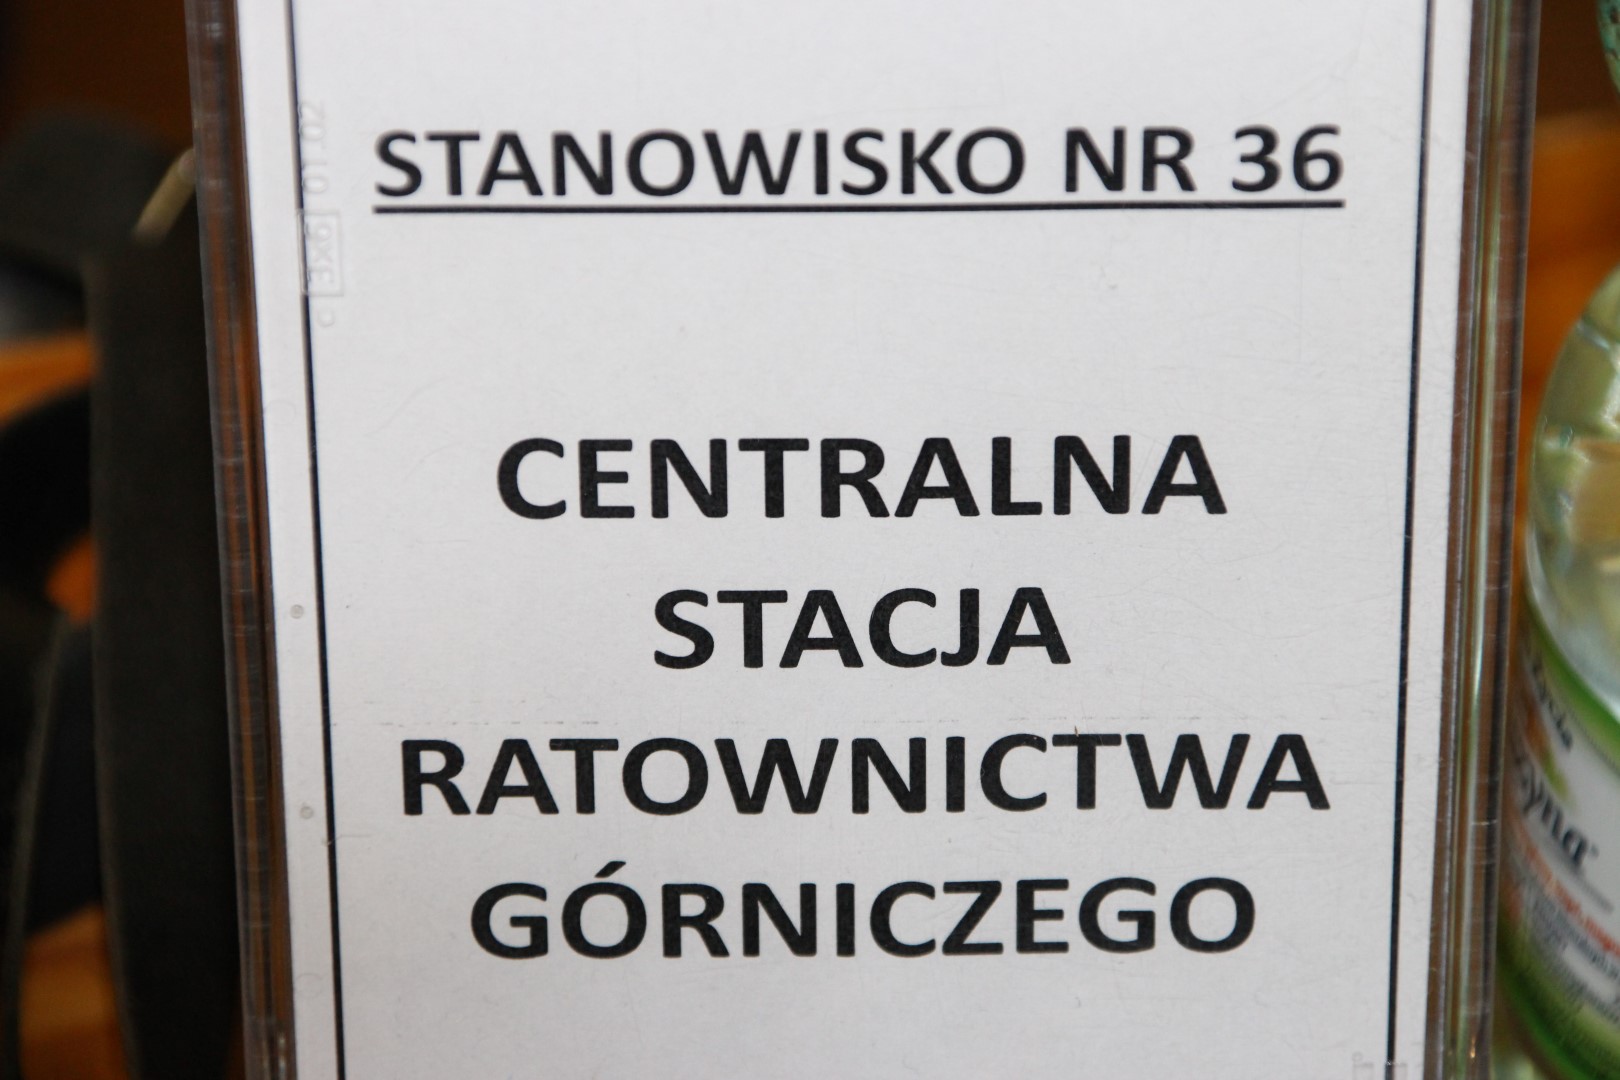 STANOWISKO NR 36
CENTRALNA
STACJA
RATOWNICTWA
GÓRNICZEGO